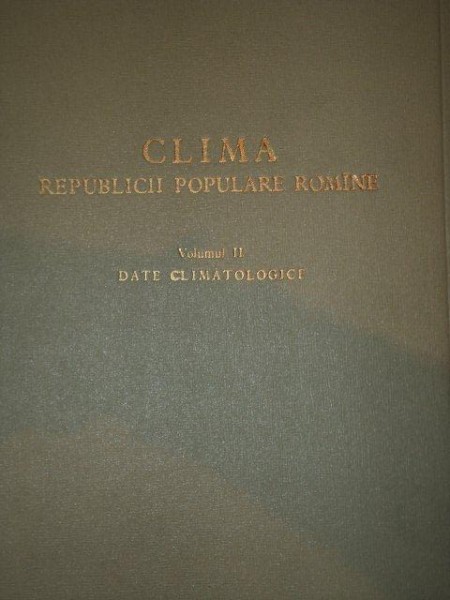 CLIMA
REPUBLICII POPULARE ROMÎNE
Volumul II
DATE CLIMATOLOGICE